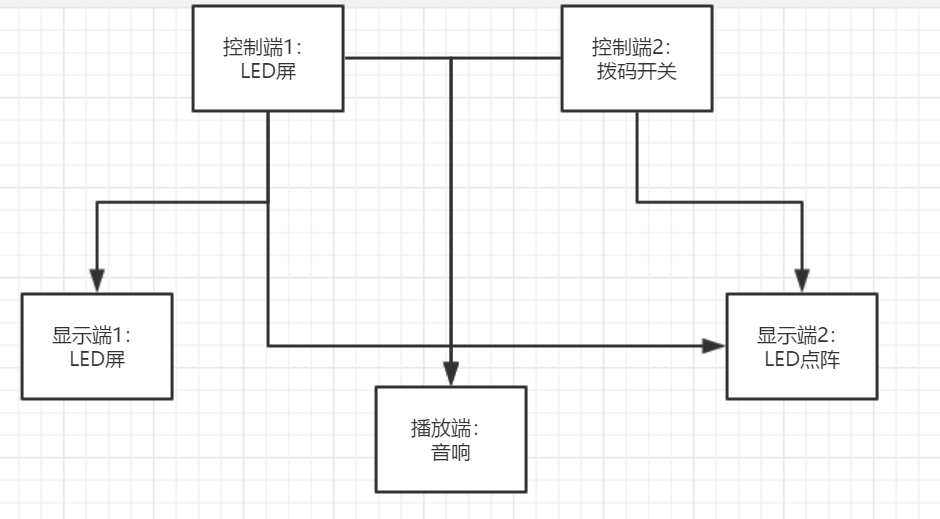 控制端1：
LED屏
控制端2：
拨码开关
显示端1：
LED屏
显示端2：
LED点阵
播放端：
音响